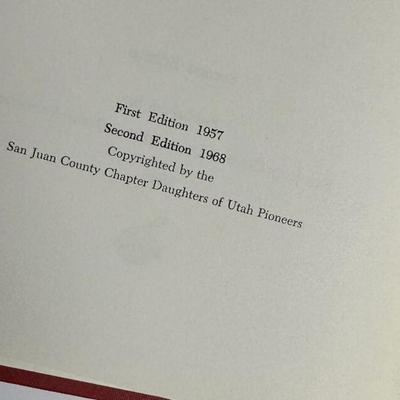 First Edition 1957
Second Edition 1968
Copyrighted by the
San Juan County Chapter Daughters of Utah Pioneers